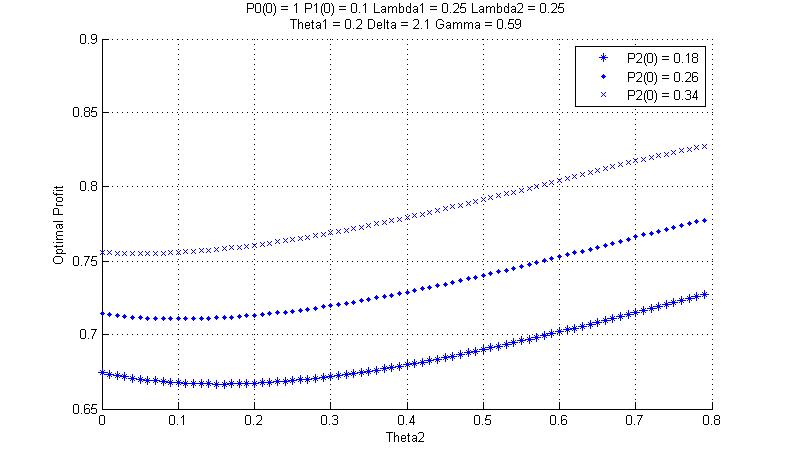 P0(0) = 1 P1(0) = 0.1 Lambda1 = 0.25 Lambda2 = 0.25
Theta1 = 0.2 Delta = 2.1 Gamma = 0.59
0.9
0.85
0.8
0.75
0.7
0.65
Optimal Profit
P2(0) = 0.18
P2(0) = 0.26
P2(0) = 0.34
0 0.1 0.2 0.3 0.4 0.5 0.6 0.7 0.8
Theta2